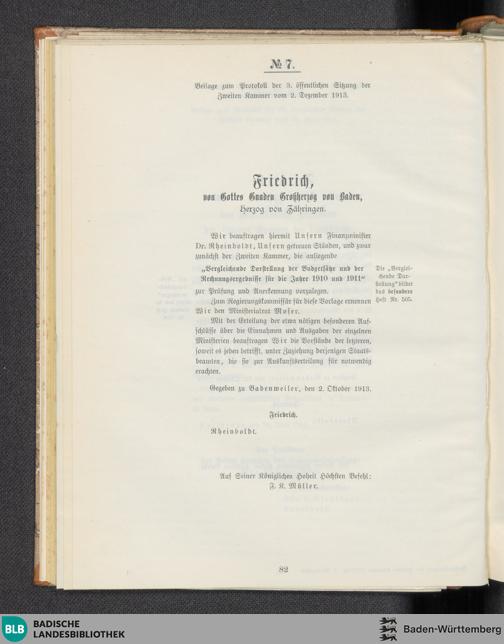 № 7.
Beilage zum Protokoll der 3. öffentlichen Sitzung der
Zweiten Kammer vom 2. Dezember 1913.
Friedrich,
von Gottes Gnaden Großherzog von Baden,
Herzog von Zähringen.
Wir beauftragen hiermit Unsern Finanzminister
Dr. Rheinboldt, Unsern getreuen Ständen, und zwar
zunächst der Zweiten Kammer, die anliegende
„Vergleichende Darstellung der Budgetsätze und der
Rechnungsergebnisse für die Jahre 1910 und 1911“
zur Prüfung und Anerkennung vorzulegen.
Zum Regierungskommissär für diese Vorlage ernennen
Wir den Ministerialrat Moser.
Mit der Erteilung der etwa nötigen besonderen Auf-
schlüsse über die Einnahmen und Ausgaben der einzelnen
Ministerien beauftragen Wir die Vorstände der letzteren,
soweit es jeden betrifft, unter Zuziehung derjenigen Staats-
beamten, die sie zur Auskunftserteilung für notwendig
erachten.
Die „Verglei-
chende Dar-
stellung“ bildet
das besondere
Heft Nr. 505.
Gegeben zu Badenweiler, den 2. Oktober 1913.
Friedrich.
Rheinboldt.
Auf Seiner Königlichen Hoheit Höchsten Befehl:
F. K. Müller.
82
BLB
BADISCHE
LANDESBIBLIOTHEK
Baden-Württemberg